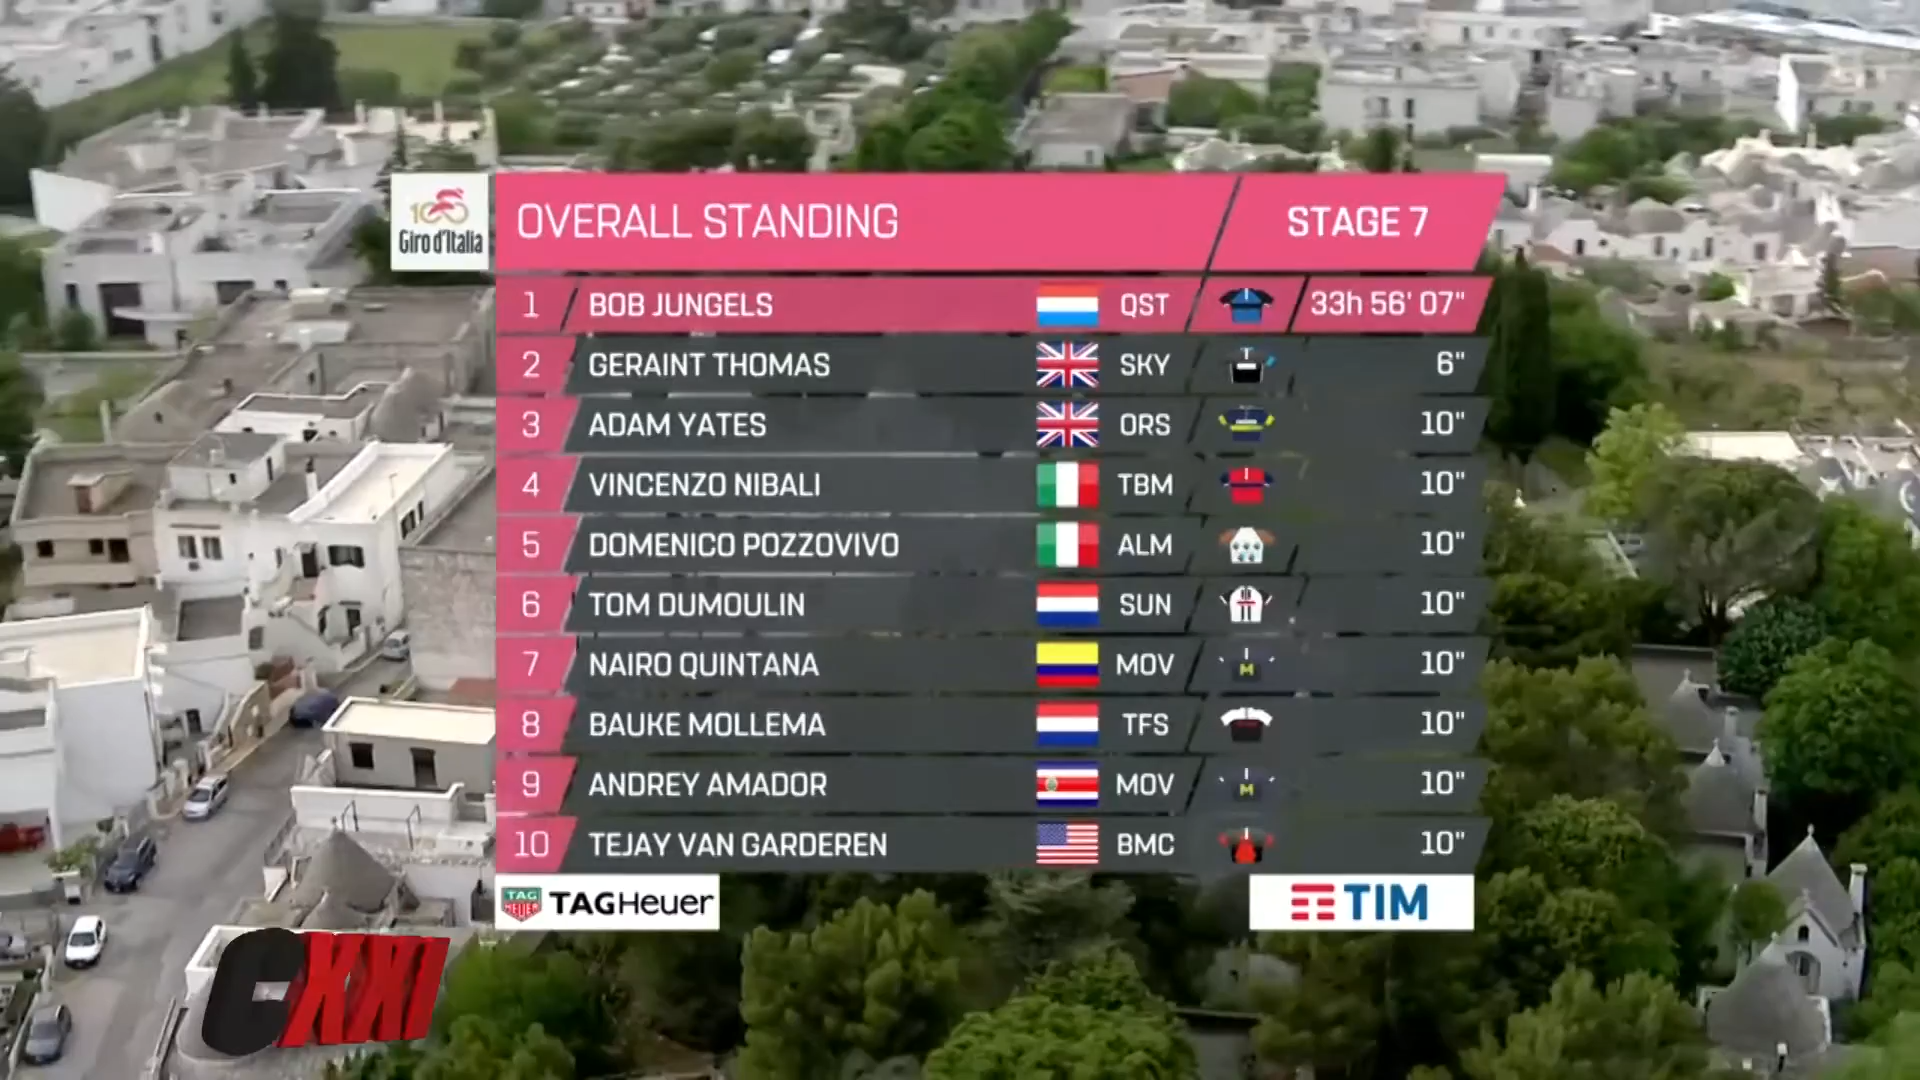 100
Giro d'Italia
OVERALL STANDING STAGE 7
1 BOB JUNGELS QST 33h 56' 07"
2 GERAINT THOMAS SKY 6"
3 ADAM YATES ORS 10"
4 VINCENZO NIBALI TBM 10"
5 DOMENICO POZZOVIVO ALM 10"
6 TOM DUMOULIN SUN 10"
7 NAIRO QUINTANA MOV M 10"
8 BAUKE MOLLEMA TFS 10"
9 ANDREY AMADOR MOV M 10"
10 TEJAY VAN GARDEREN BMC 10"
TAG HEUER TAGHeuer TIM
CXXI